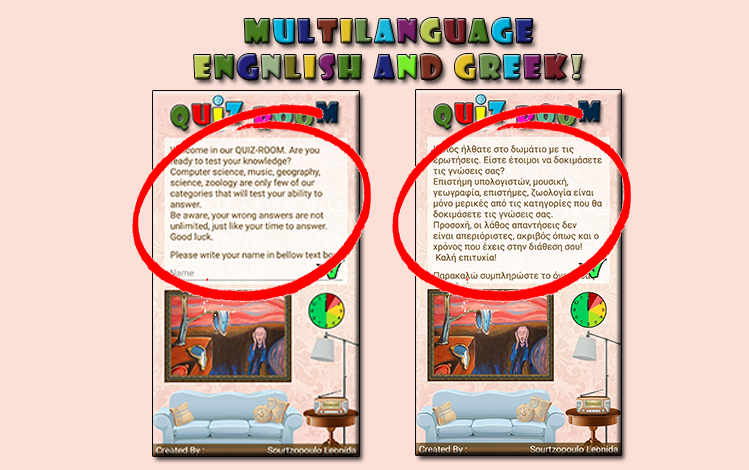 MULTILANGUAGE
ENGNLISH AND GREEK!
QUIZ ROOM
Welcome in our QUIZ-ROOM. Are you
ready to test your knowledge?
Computer science, music, geography,
science, zoology are only few of our
categories that will test your ability to
answer.
Be aware, your wrong answers are not
unlimited, just like your time to answer.
Good luck.
Please write your name in bellow text
Name
Created By :
Sourtzopoulo Leonida
QUIZ ROOM
ήλθατε στο δωμάτιο με τις
ερωτήσεις. Είστε έτοιμοι να δοκιμάσετε
τις γνώσεις σας?
Επιστήμη υπολογιστών, μουσική,
γεωγραφία, επιστήμες, ζωολογία είναι
μόνο μερικές από τις κατηγορίες που θα
δοκιμάσετε τις γνώσεις σας.
Προσοχή, οι λάθος απαντήσεις δεν
είναι απεριόριστες, ακριβός όπως και ο
χρόνος που έχεις στην διάθεση σου!
Καλή επιτυχία!
Παρακαλώ συμπληρώστε το
Created By :
Sourtzopoulo Leonida